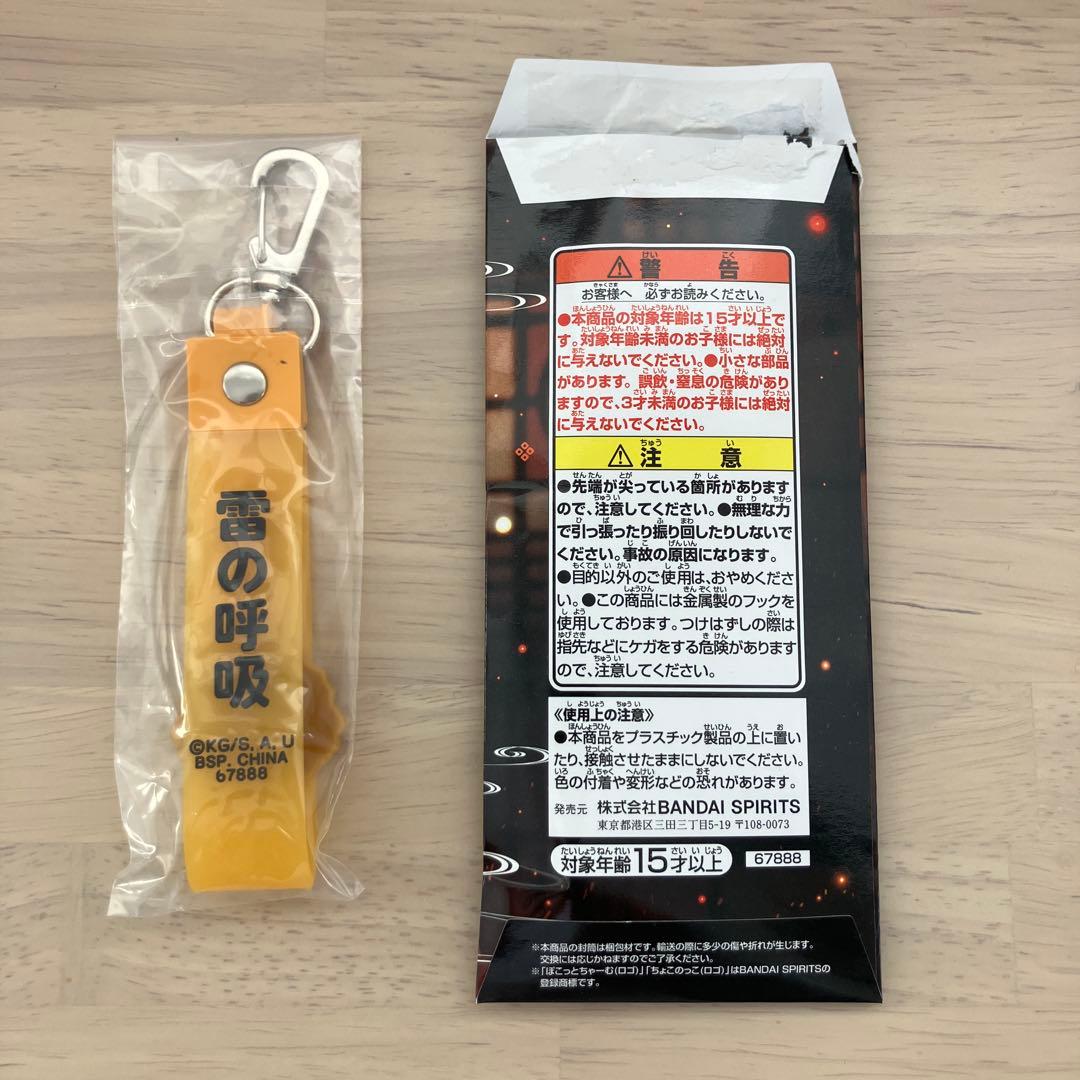 雷の呼吸
©KG/S, A, U
BSP. CHINA
67888
警告
お客様へ 必ずお読みください。
●本商品の対象年齢は15才以上で
す。対象年齢未満のお子様には絶対
に与えないでください。●小さな部品
があります。誤飲・窒息の危険があり
ますので、3才未満のお子様には絶対
に与えないでください。
注意
●先端が尖っている箇所があります
ので、注意してください。●無理な力
で引っ張ったり振り回したりしないで
ください。事故の原因になります。
●目的以外のご使用は、おやめくださ
い。●この商品には金属製のフックを
使用しております。つけはずしの際は
指先などにケガをする危険があります
ので、注意してください。
《使用上の注意》
●本商品をプラスチック製品の上に置い
たり、接触させたままにしないでください。
色の付着や変形などの恐れがあります。
発売元 株式会社BANDAI SPIRITS
東京都港区三田三丁目5-19 〒108-0073
対象年齢15才以上
67888
※本商品の封筒は梱包材です。輸送の際に多少の傷や折れが生じます。
交換には応じかねますのでご了承ください。
※「ぽこっとちゃーむ(ロゴ)」「ちょこのっこ(ロゴ)」はBANDAI SPIRITSの
登録商標です。